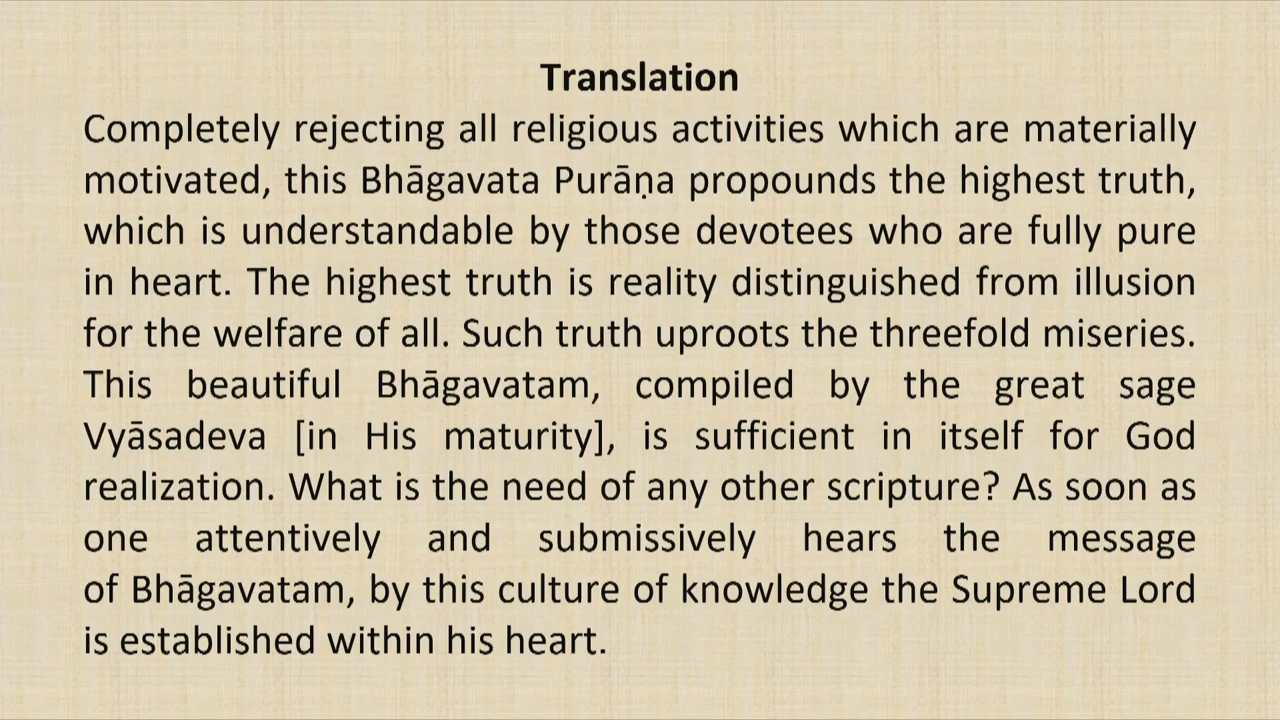 Translation
Completely rejecting all religious activities which are materially
motivated, this Bhāgavata Purāṇa propounds the highest truth,
which is understandable by those devotees who are fully pure
in heart. The highest truth is reality distinguished from illusion
for the welfare of all. Such truth uproots the threefold miseries.
This beautiful Bhāgavatam, compiled by the great sage
Vyāsadeva [in His maturity], is sufficient in itself for God
realization. What is the need of any other scripture? As soon as
one attentively and submissively hears the message
of Bhāgavatam, by this culture of knowledge the Supreme Lord
is established within his heart.